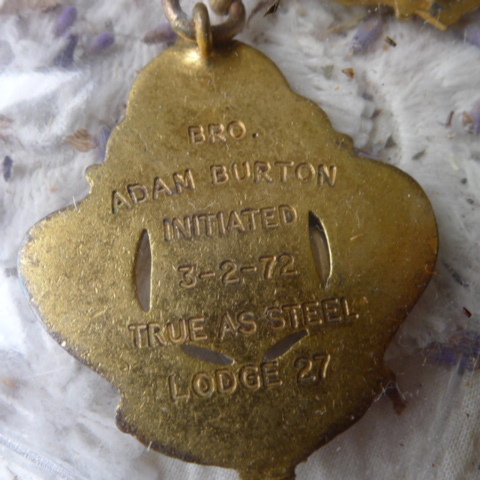 BRO.
ADAM BURTON
INITIATED
3-2-72
TRUE AS STEEL
LODGE 27